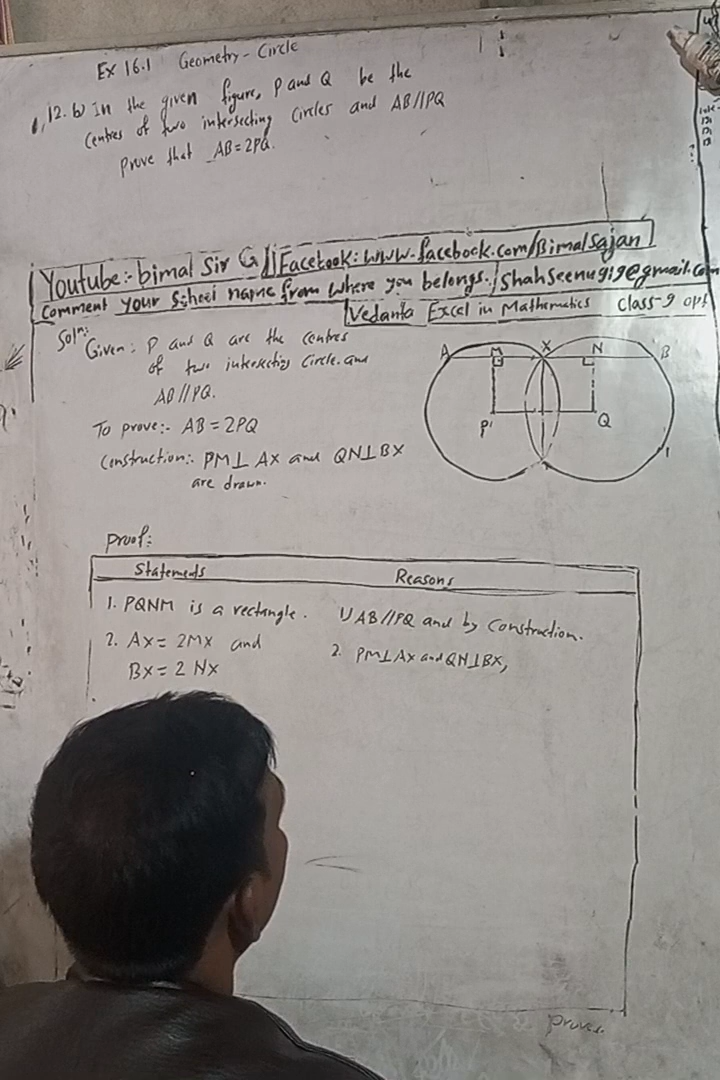 Ex 16.1 Geometry - Circle
12. b) In the given figure, P and Q be the
centres of two intersecting circles and AB//PQ
Prove that AB = 2PQ.
Youtube:- bimal Sir G Facebook: www.facebook.com/Bimalsajan
Comment your School name from where you belongs. / Shahseenu919@gmail.com
Vedanta Excel in Mathematics Class-9 opt
Soln:
Given: P and Q are the centres
of two intersecting circle. and
AB//PQ.
To prove:- AB = 2PQ
Construction:- PM⊥AX and QN⊥BX
are drawn.
A M X N B
P Q
Proof:
Statements Reasons
1. PQNM is a rectangle. 1) AB//PQ and by construction.
2. AX = 2MX and 2. PM⊥AX and QN⊥BX,
BX = 2NX